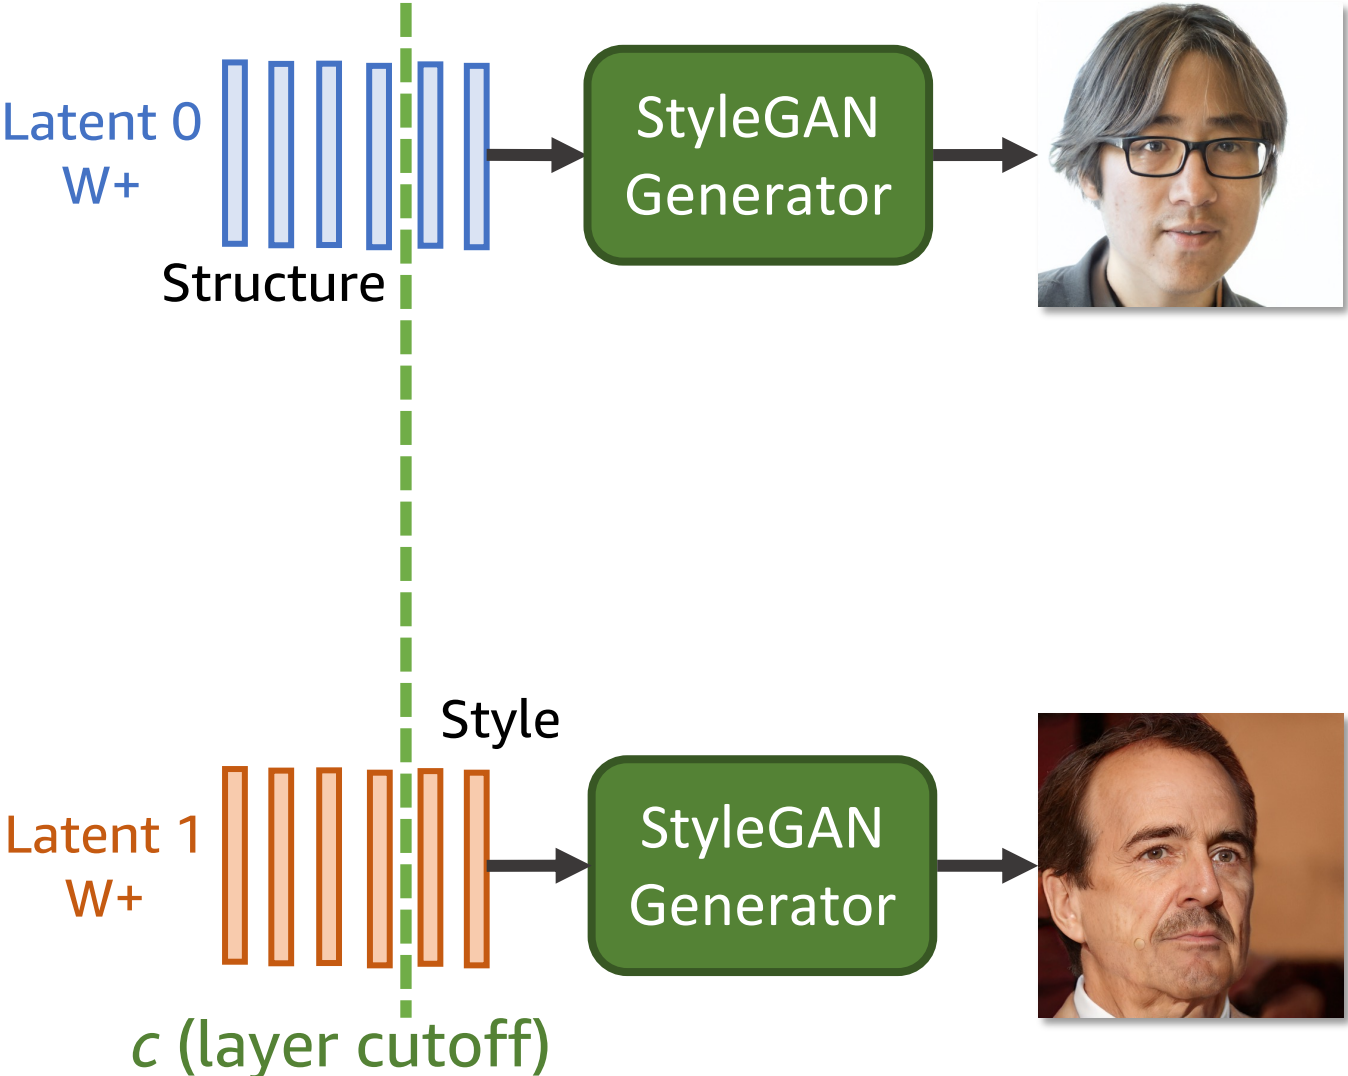 Latent 0
W+
StyleGAN
Generator
Structure
Style
Latent 1
W+
StyleGAN
Generator
c (layer cutoff)